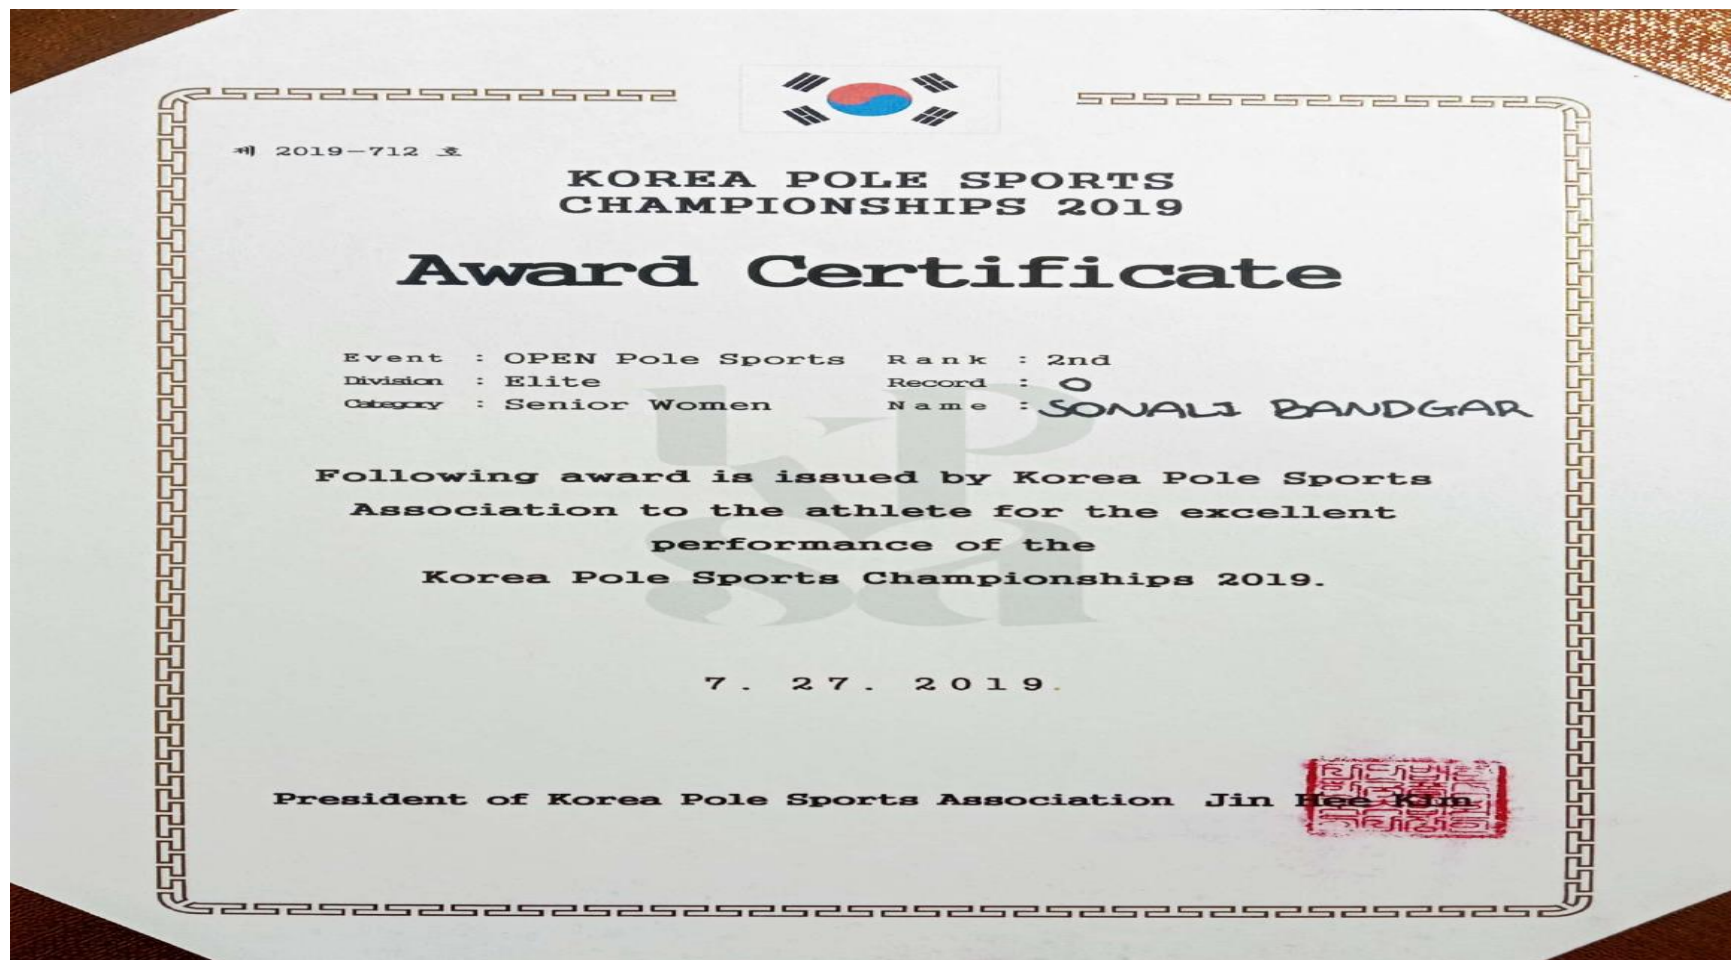 제 2019-712 호
KOREA POLE SPORTS
CHAMPIONSHIPS 2019
Award Certificate
Event : OPEN Pole Sports Rank : 2nd
Division : Elite Record : 0
Category : Senior Women Name : SONALI BANDGAR
Following award is issued by Korea Pole Sports
Association to the athlete for the excellent
performance of the
Korea Pole Sports Championships 2019.
7. 27. 2019.
President of Korea Pole Sports Association Jin Hee Kim